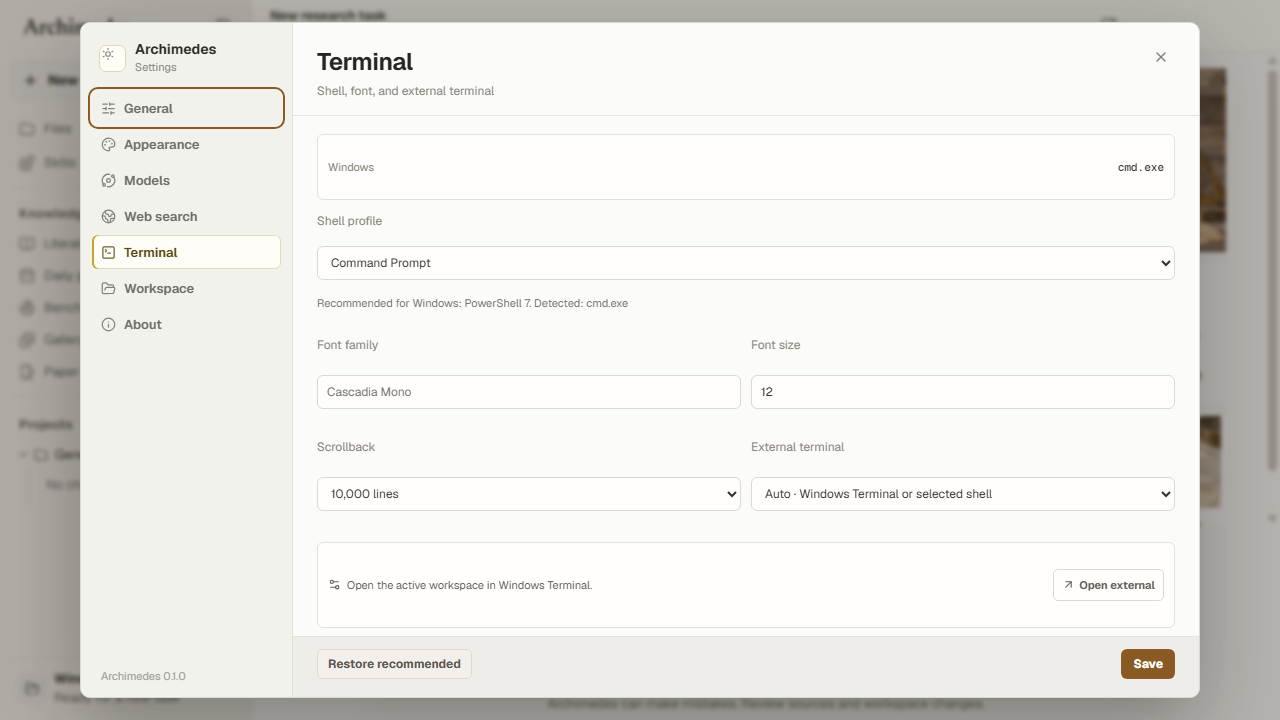 New research task
Archimedes
Settings
General
Appearance
Models
Web search
Terminal
Workspace
About
Archimedes 0.1.0
Terminal
Shell, font, and external terminal
Windows
cmd.exe
Shell profile
Command Prompt
Recommended for Windows: PowerShell 7. Detected: cmd.exe
Font family
Font size
Cascadia Mono
12
Scrollback
External terminal
10,000 lines
Auto · Windows Terminal or selected shell
Open the active workspace in Windows Terminal.
Open external
Restore recommended
Save
New
Files
Skills
Projects
Archimedes can make mistakes. Review sources and workspace changes.